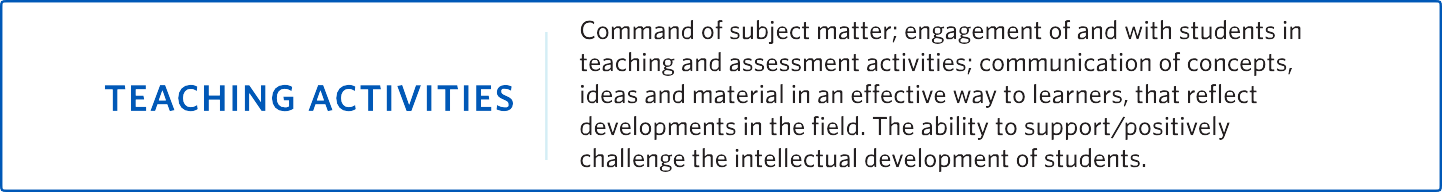 TEACHING ACTIVITIES
Command of subject matter; engagement of and with students in
teaching and assessment activities; communication of concepts,
ideas and material in an effective way to learners, that reflect
developments in the field. The ability to support/positively
challenge the intellectual development of students.